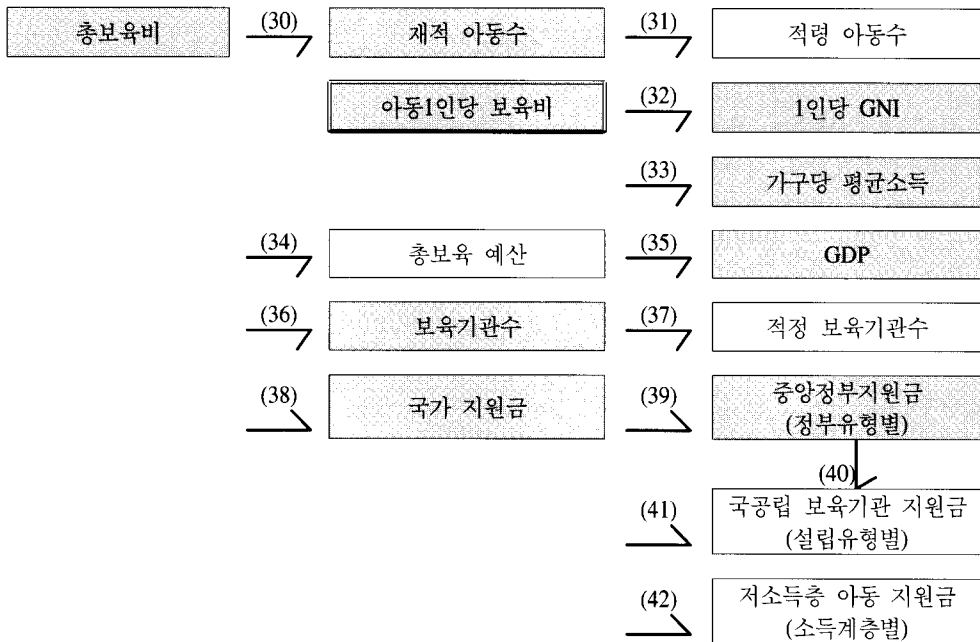 총보육비 (30) 재적 아동수 (31) 적령 아동수
아동1인당 보육비 (32) 1인당 GNI
(33) 가구당 평균소득
(34) 총보육 예산 (35) GDP
(36) 보육기관수 (37) 적정 보육기관수
(38) 국가 지원금 (39) 중앙정부지원금
(정부유형별)
(40)
(41) 국공립 보육기관 지원금
(설립유형별)
(42) 저소득층 아동 지원금
(소득계층별)